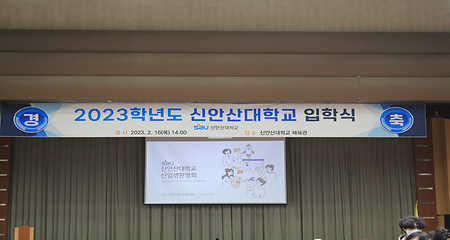 경 2023학년도 신안산대학교 입학식 축
일 시 2023. 2. 16(목) 14:00 SAU 신안산대학교 장 소 신안산대학교 체육관
SAU
신안산대학교
신입생환영회